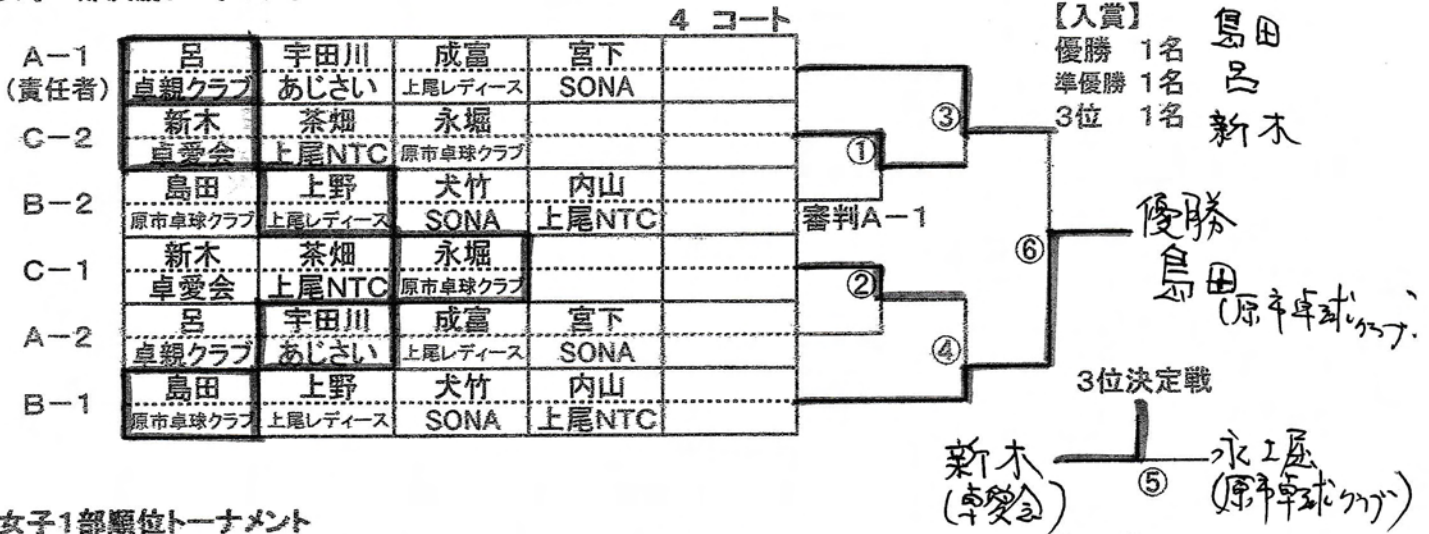 4 コート
【入賞】
優勝 1名 島田
準優勝 1名 呂
3位 1名 新木
A-1 呂 宇田川 成富 宮下
(責任者) 卓親クラブ あじさい 上尾レディース SONA
C-2 新木 茶畑 永堀
卓愛会 上尾NTC 原市卓球クラブ
B-2 島田 上野 犬竹 内山
原市卓球クラブ 上尾レディース SONA 上尾NTC
C-1 新木 茶畑 永堀
卓愛会 上尾NTC 原市卓球クラブ
A-2 呂 宇田川 成富 宮下
卓親クラブ あじさい 上尾レディース SONA
B-1 島田 上野 犬竹 内山
原市卓球クラブ 上尾レディース SONA 上尾NTC
③
①
審判A-1
②
④
⑥
優勝
島田
(原市卓球クラブ
3位決定戦
新木
(卓愛会)
⑤
永堀
(原市卓球クラブ)
女子1部順位トーナメント